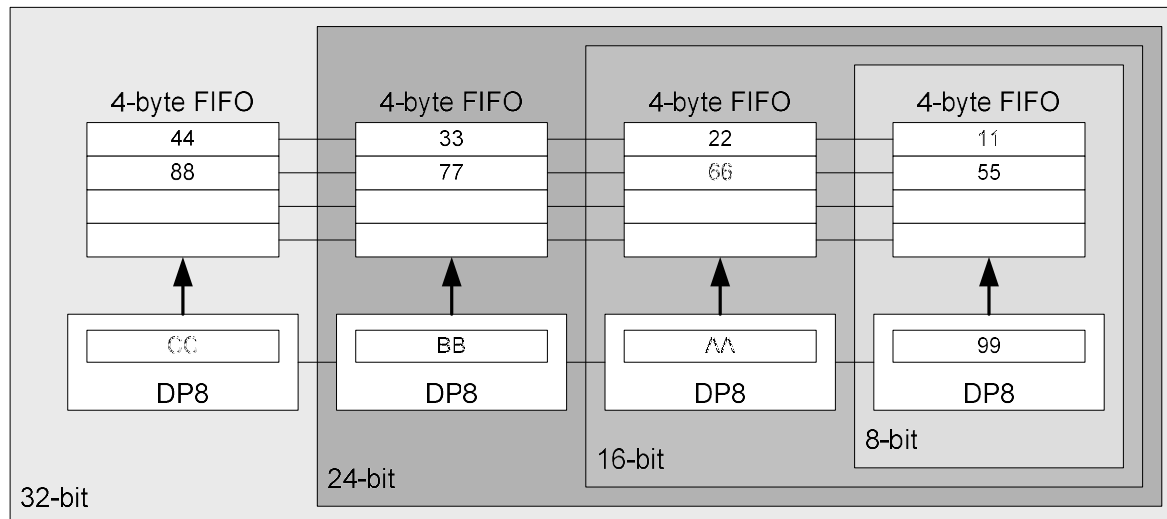 4-byte FIFO 4-byte FIFO 4-byte FIFO 4-byte FIFO
44 33 22 11
88 77 66 55
CC BB AA 99
DP8 DP8 DP8 DP8
8-bit
16-bit
24-bit
32-bit